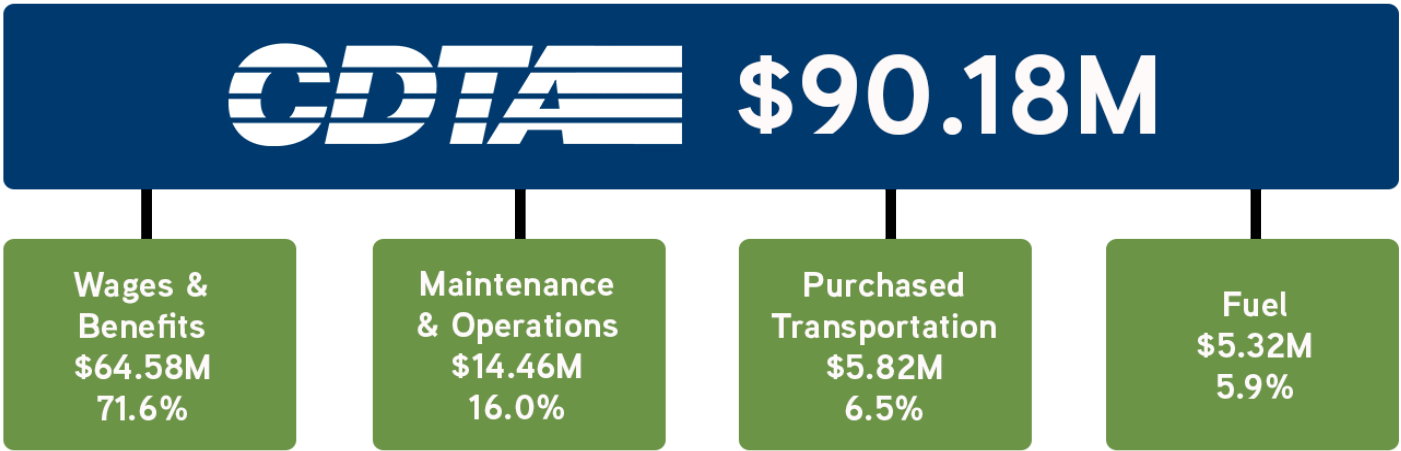 CDTA $90.18M
Wages &
Benefits
$64.58M
71.6%
Maintenance
& Operations
$14.46M
16.0%
Purchased
Transportation
$5.82M
6.5%
Fuel
$5.32M
5.9%